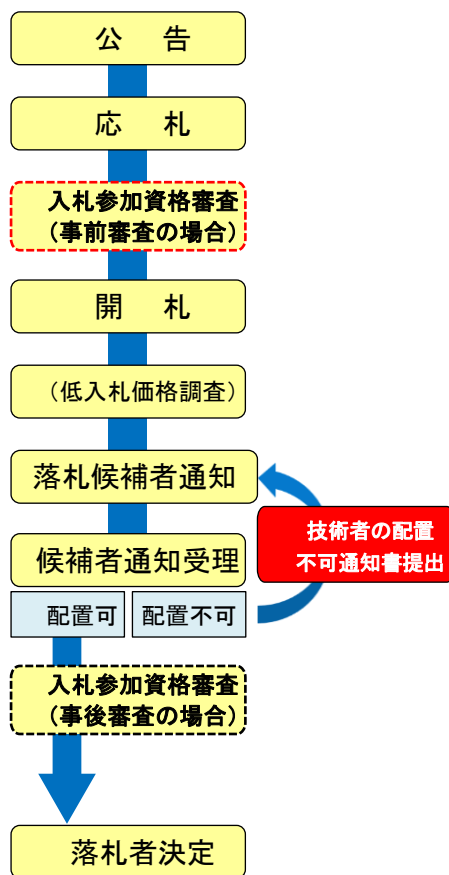 公　告
応　札
入札参加資格審査
（事前審査の場合）
開　札
（低入札価格調査）
落札候補者通知
候補者通知受理
技術者の配置
不可通知書提出
配置可
配置不可
入札参加資格審査
（事後審査の場合）
落札者決定